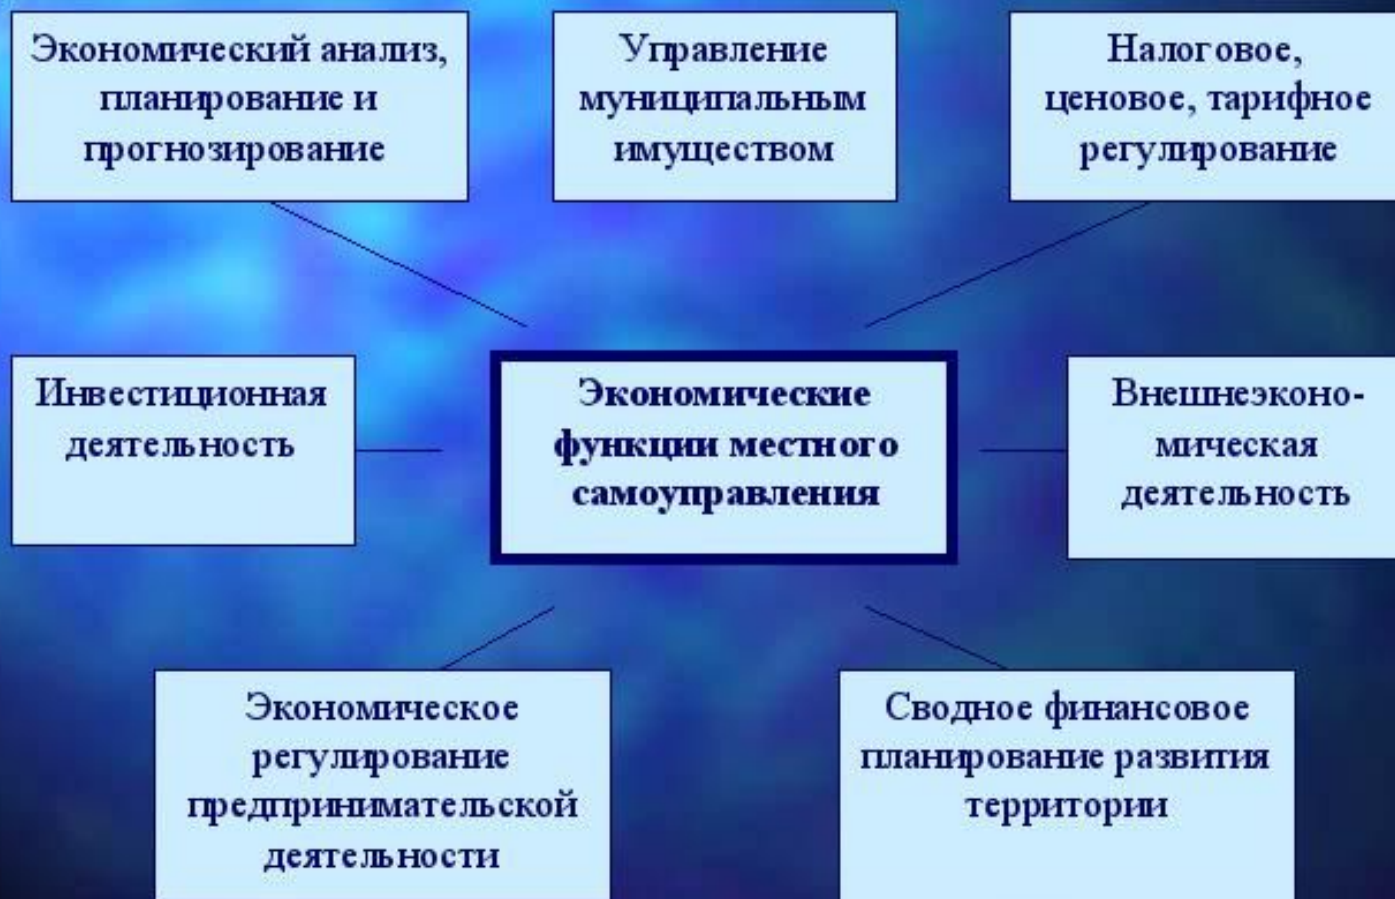 Экономический анализ,
планирование и
прогнозирование
Управление
муниципальным
имуществом
Налоговое,
ценовое, тарифное
регулирование
Инвестиционная
деятельность
Экономические
функции местного
самоуправления
Внешнеэконо-
мическая
деятельность
Экономическое
регулирование
предпринимательской
деятельности
Сводное финансовое
планирование развития
территории